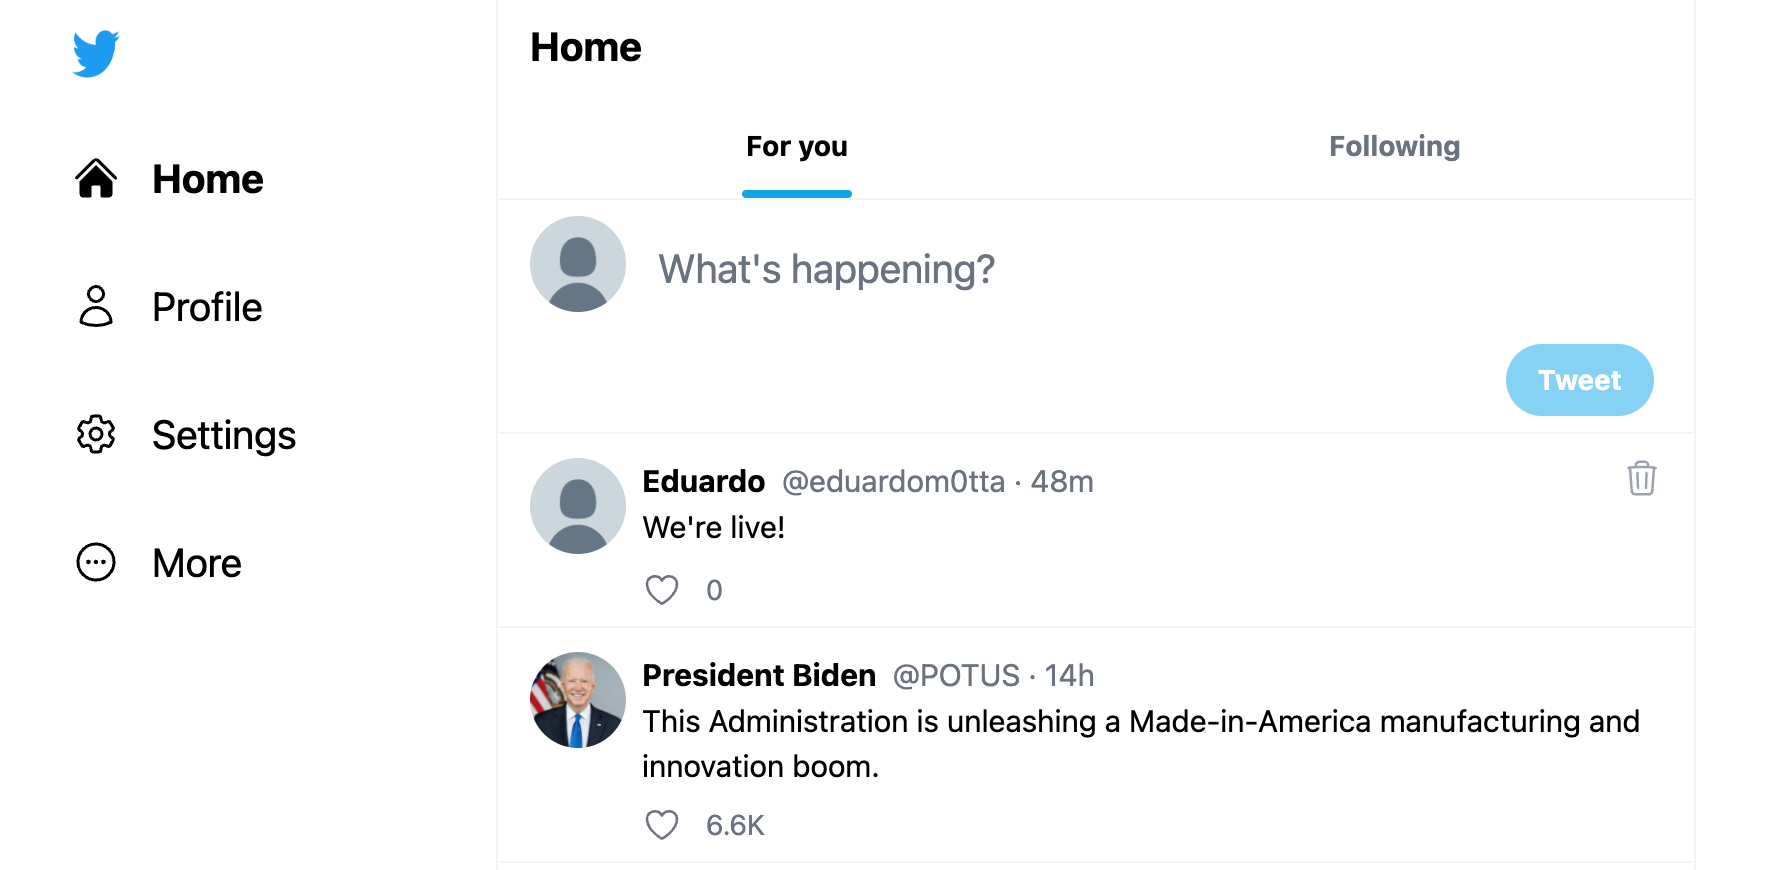 Home
Profile
Settings
More
Home
For you
Following
What's happening?
Tweet
Eduardo @eduardom0tta · 48m
We're live!
0
President Biden @POTUS · 14h
This Administration is unleashing a Made-in-America manufacturing and
innovation boom.
6.6K